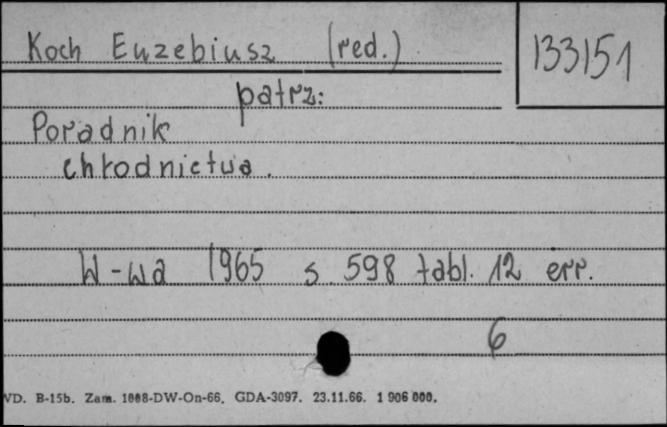 Koch Euzebiusz (red.) 133151
patrz:
Poradnik
chłodnictwa.
W-wa 1965 s 598 tabl. 12 err.
6
VD. B-15b. Zam. 1088-DW-On-66. GDA-3097. 23.11.66. 1 906 000.